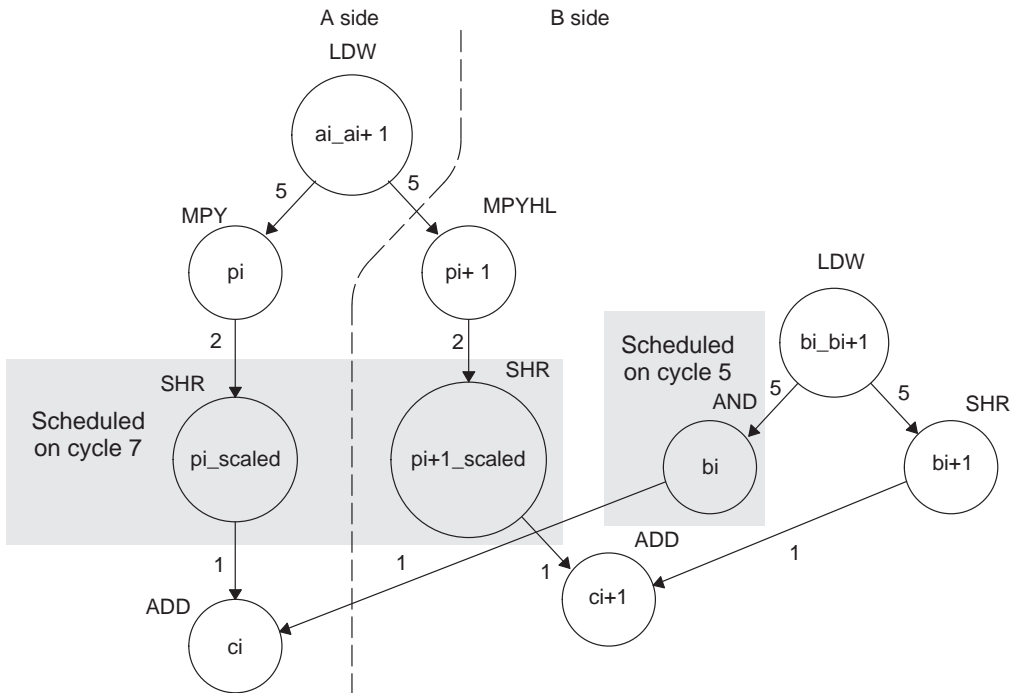 A side
B side
LDW
ai_ai+ 1
5
5
MPY
MPYHL
pi
pi+ 1
LDW
2
2
Scheduled
on cycle 5
bi_bi+1
SHR
SHR
5
5
AND
SHR
Scheduled
on cycle 7
pi_scaled
pi+1_scaled
bi
bi+1
1
1
1
1
ADD
ADD
ci+1
ci